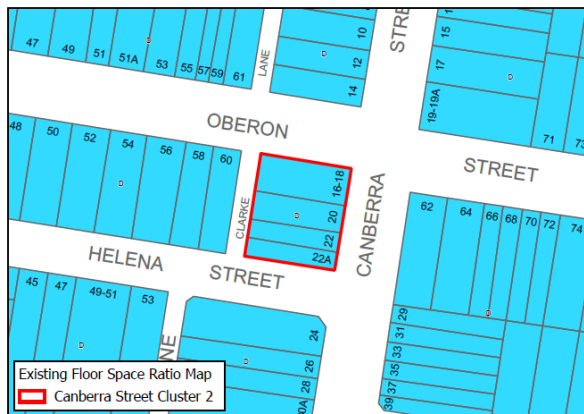 47 49 51 51A 53 55 57 59 61
D
LANE
10
12
14
D
STRE
15
17
19-19A
D
71 73
OBERON
STREET
48 50 52 54 56 58 60
D
CLARKE
16-18
20
22
22A
D
CANBERRA
62 64 66 68 70 72 74
D
HELENA
STREET
45 47 49-51 53
D
NE
24
26
28
30A
D
29
31
33
35
37
39
Existing Floor Space Ratio Map
Canberra Street Cluster 2